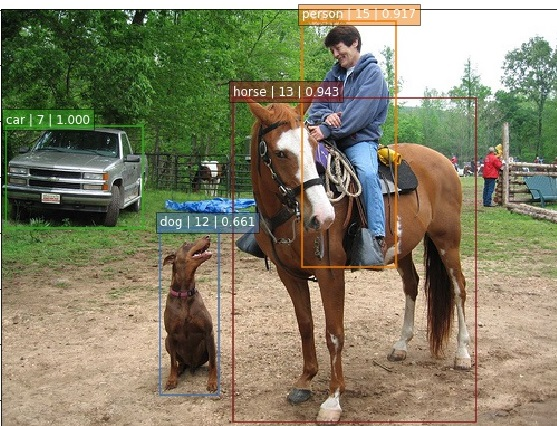 person | 15 | 0.917
horse | 13 | 0.943
car | 7 | 1.000
dog | 12 | 0.661